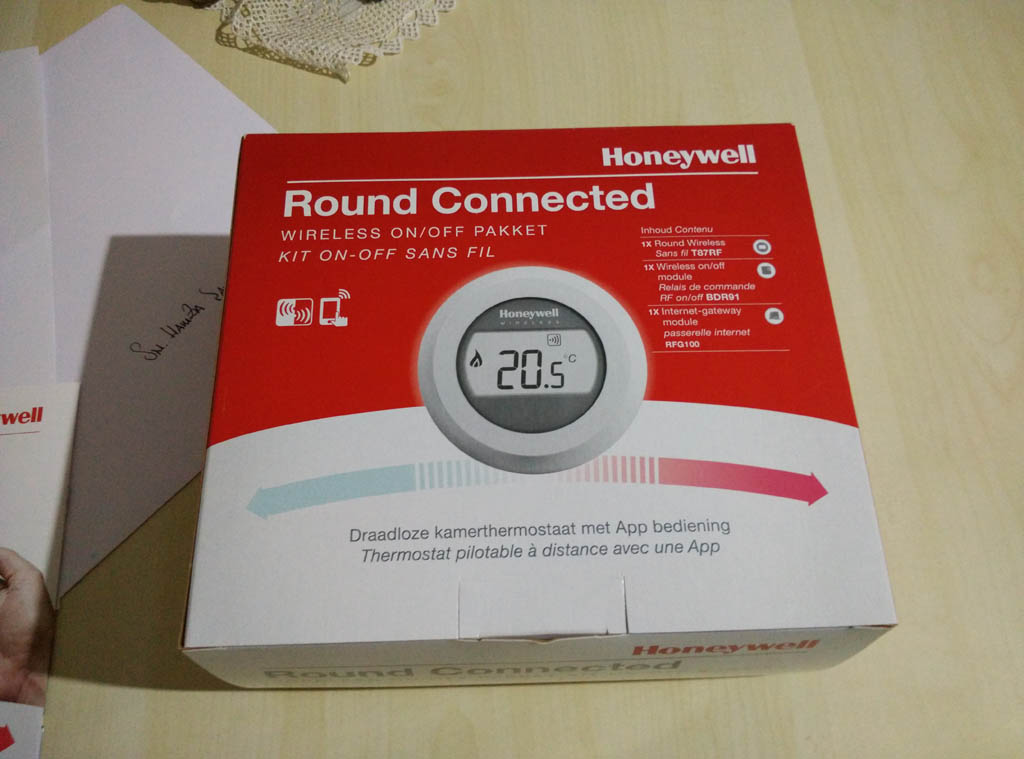 Honeywell
Round Connected
WIRELESS ON/OFF PAKKET
KIT ON-OFF SANS FIL
Inhoud Contenu
1X Round Wireless
Sans fil T87RF
1X Wireless on/off
module
Relais de commande
RF on/off BDR91
1X Internet-gateway
module
passerelle internet
RFG100
Honeywell
WIRELESS
20.5 °C
Draadloze kamerthermostaat met App bediening
Thermostat pilotable à distance avec une App
Honeywell
Round Connected
well